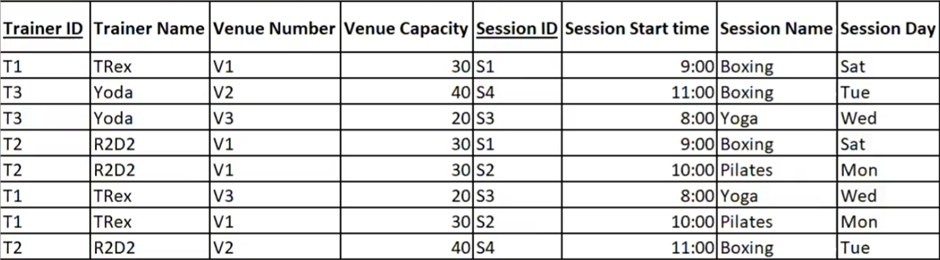 Trainer ID Trainer Name Venue Number Venue Capacity Session ID Session Start time Session Name Session Day
T1 TRex V1 30 S1 9:00 Boxing Sat
T3 Yoda V2 40 S4 11:00 Boxing Tue
T3 Yoda V3 20 S3 8:00 Yoga Wed
T2 R2D2 V1 30 S1 9:00 Boxing Sat
T2 R2D2 V1 30 S2 10:00 Pilates Mon
T1 TRex V3 20 S3 8:00 Yoga Wed
T1 TRex V1 30 S2 10:00 Pilates Mon
T2 R2D2 V2 40 S4 11:00 Boxing Tue